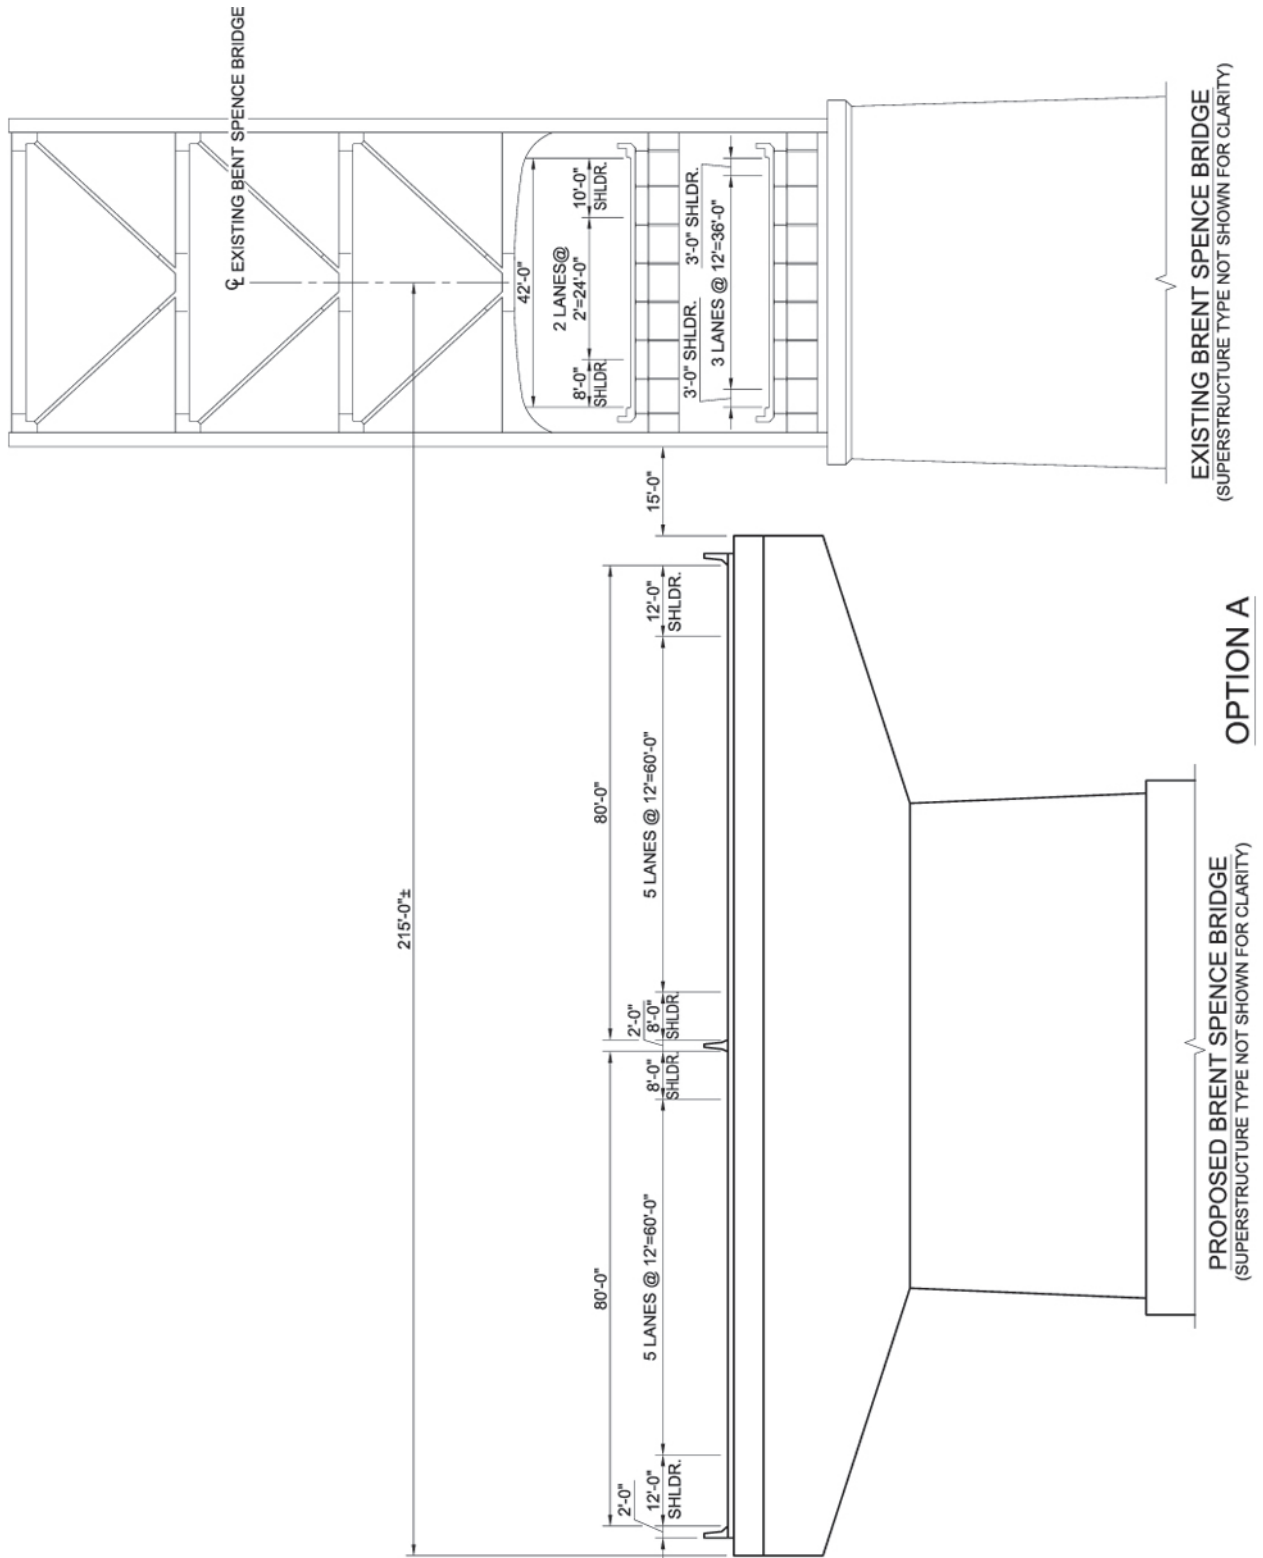 ℄ EXISTING BENT SPENCE BRIDGE
215'-0"±
42'-0"
2 LANES@
2'=24'-0"
8'-0"
SHLDR
10'-0"
SHLDR.
3'-0" SHLDR.
3'-0" SHLDR.
3 LANES @ 12'=36'-0"
15'-0"
80'-0"
80'-0"
2'-0"
12'-0"
SHLDR.
5 LANES @ 12'=60'-0"
8'-0"
SHLDR.
2'-0"
8'-0"
SHLDR.
5 LANES @ 12'=60'-0"
12'-0"
SHLDR.
PROPOSED BRENT SPENCE BRIDGE
(SUPERSTRUCTURE TYPE NOT SHOWN FOR CLARITY)
EXISTING BRENT SPENCE BRIDGE
(SUPERSTRUCTURE TYPE NOT SHOWN FOR CLARITY)
OPTION A